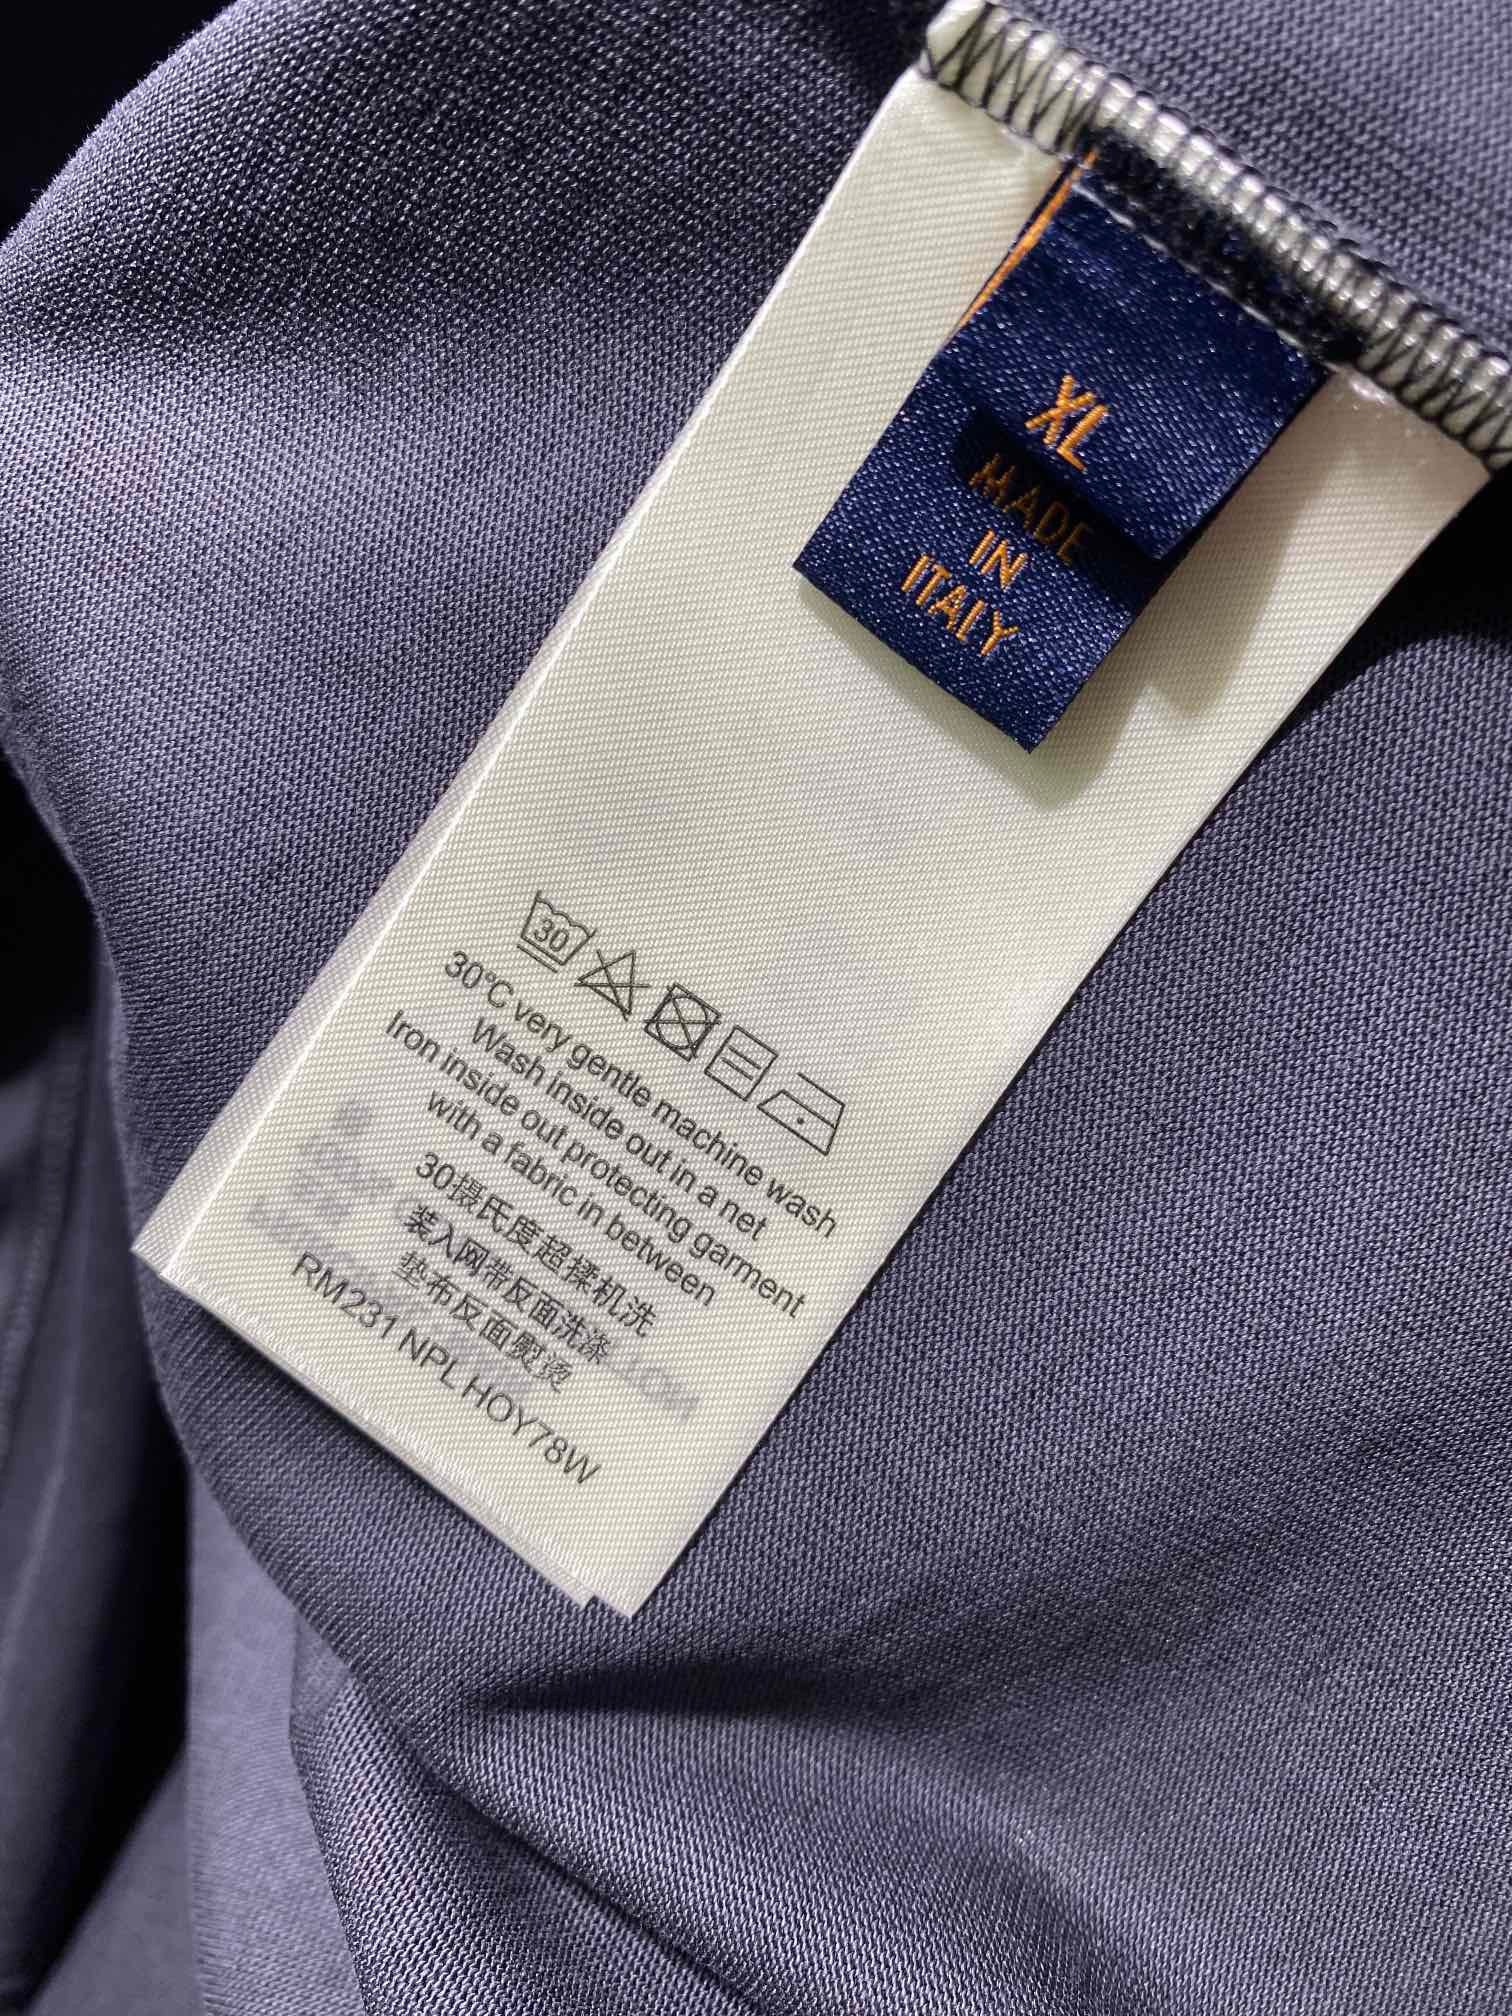 XL
MADE
IN
ITALY
30
30°C very gentle machine wash
Wash inside out in a net
Iron inside out protecting garment
with a fabric in between
30摄氏度超揉机洗
装入网带反面洗涤
垫布反面熨烫
RM231 NPL HOY78W